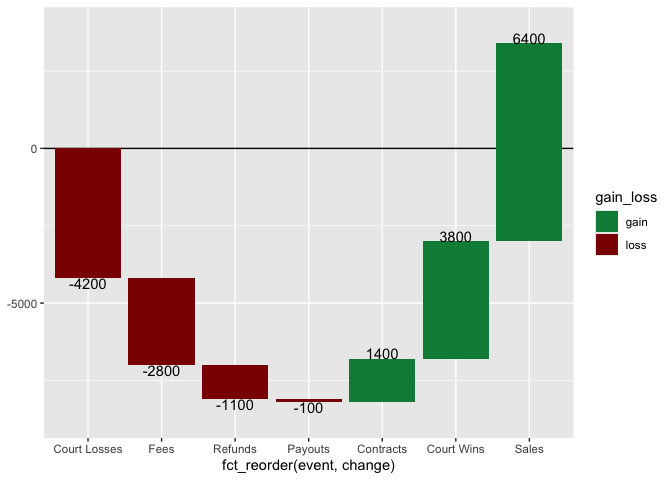 6400
0
gain_loss
gain
3800
loss
-4200
-5000
1400
-2800
-1100
-100
Court Losses Fees Refunds Payouts Contracts Court Wins Sales
fct_reorder(event, change)